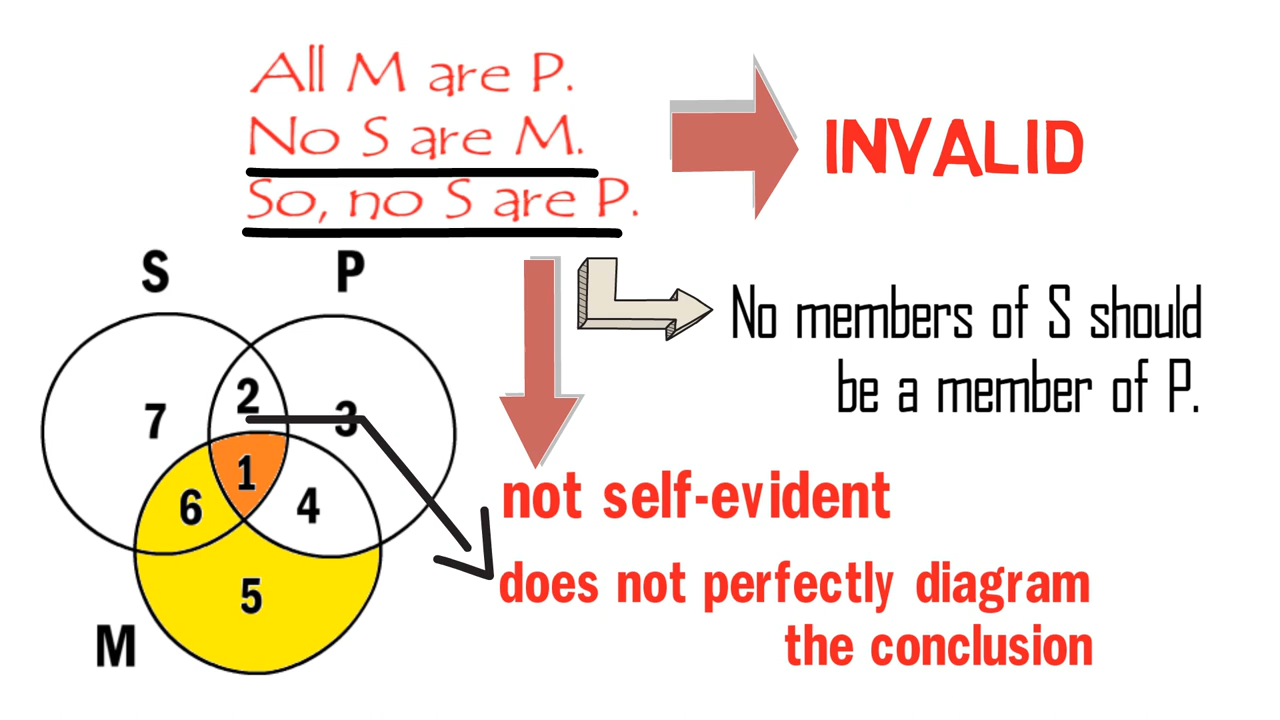 All M are P.
No S are M.
So, no S are P.
INVALID
S
P
No members of S should
be a member of P.
2
7
3
1
6
4
5
M
not self-evident
does not perfectly diagram
the conclusion